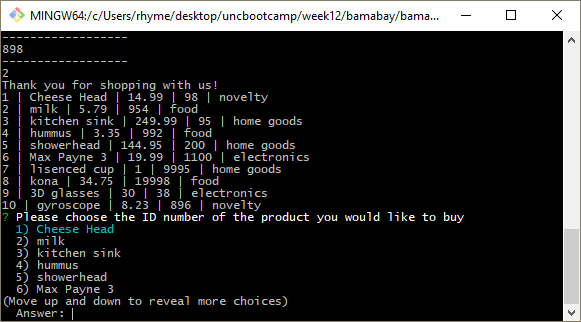 MINGW64:/c/Users/rhyme/desktop/uncbootcamp/week12/bamabay/bama...
------------------
898
------------------
2
Thank you for shopping with us!
1 | Cheese Head | 14.99 | 98 | novelty
2 | milk | 5.79 | 954 | food
3 | kitchen sink | 249.99 | 95 | home goods
4 | hummus | 3.35 | 992 | food
5 | showerhead | 144.95 | 200 | home goods
6 | Max Payne 3 | 19.99 | 1100 | electronics
7 | lisenced cup | 1 | 9995 | home goods
8 | kona | 34.75 | 19998 | food
9 | 3D glasses | 30 | 38 | electronics
10 | gyroscope | 8.23 | 896 | novelty
? Please choose the ID number of the product you would like to buy
1) Cheese Head
2) milk
3) kitchen sink
4) hummus
5) showerhead
6) Max Payne 3
(Move up and down to reveal more choices)
Answer: